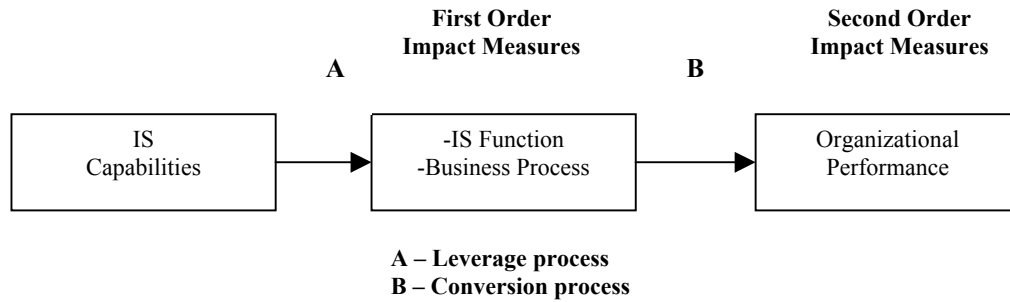 First Order
Impact Measures
Second Order
Impact Measures
A
B
IS
Capabilities
-IS Function
-Business Process
Organizational
Performance
A – Leverage process
B – Conversion process